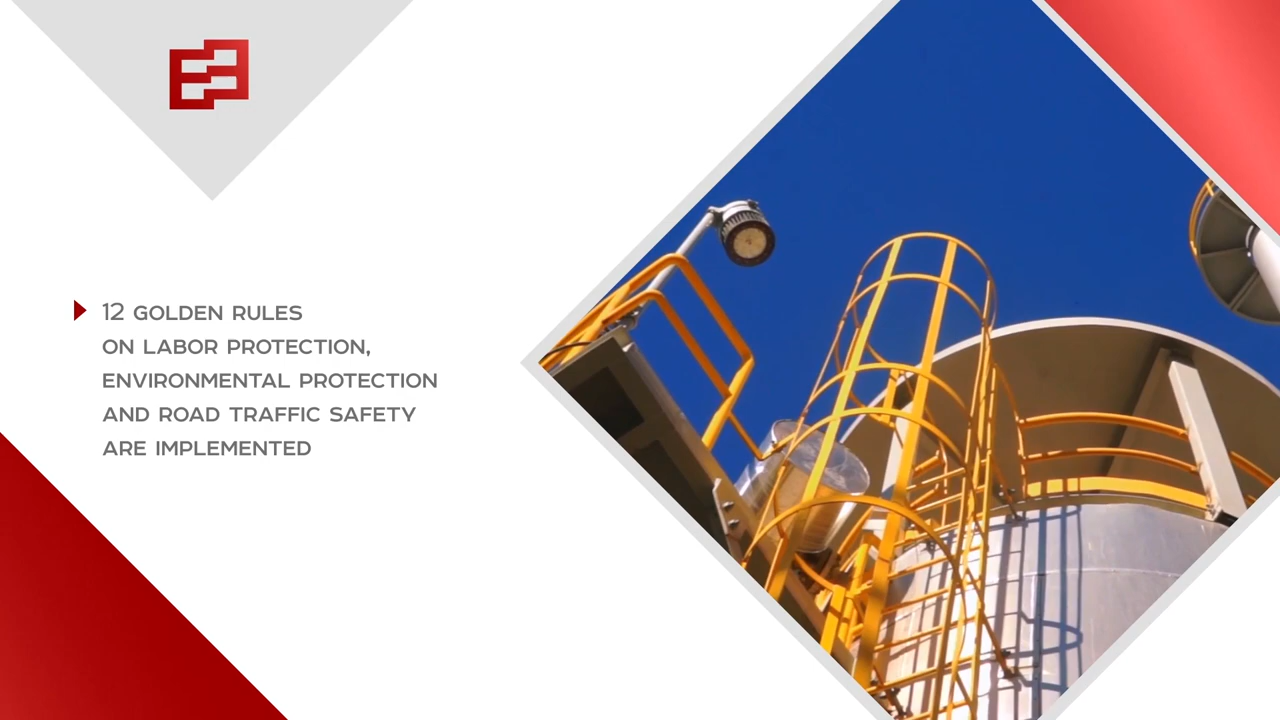 12 GOLDEN RULES
ON LABOR PROTECTION,
ENVIRONMENTAL PROTECTION
AND ROAD TRAFFIC SAFETY
ARE IMPLEMENTED